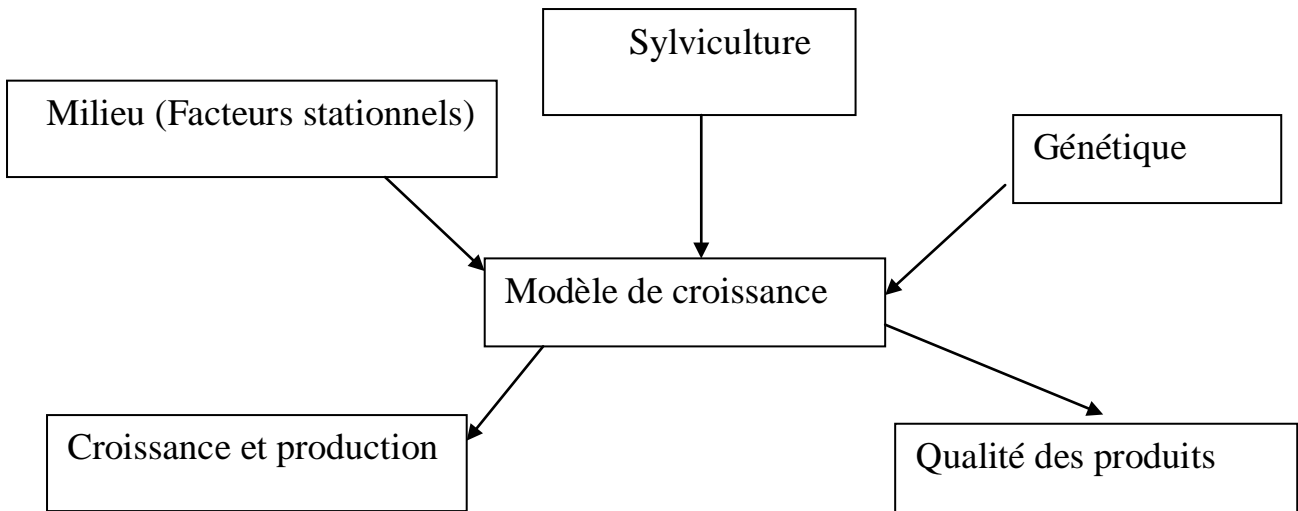 Sylviculture
Milieu (Facteurs stationnels)
Génétique
Modèle de croissance
Croissance et production
Qualité des produits